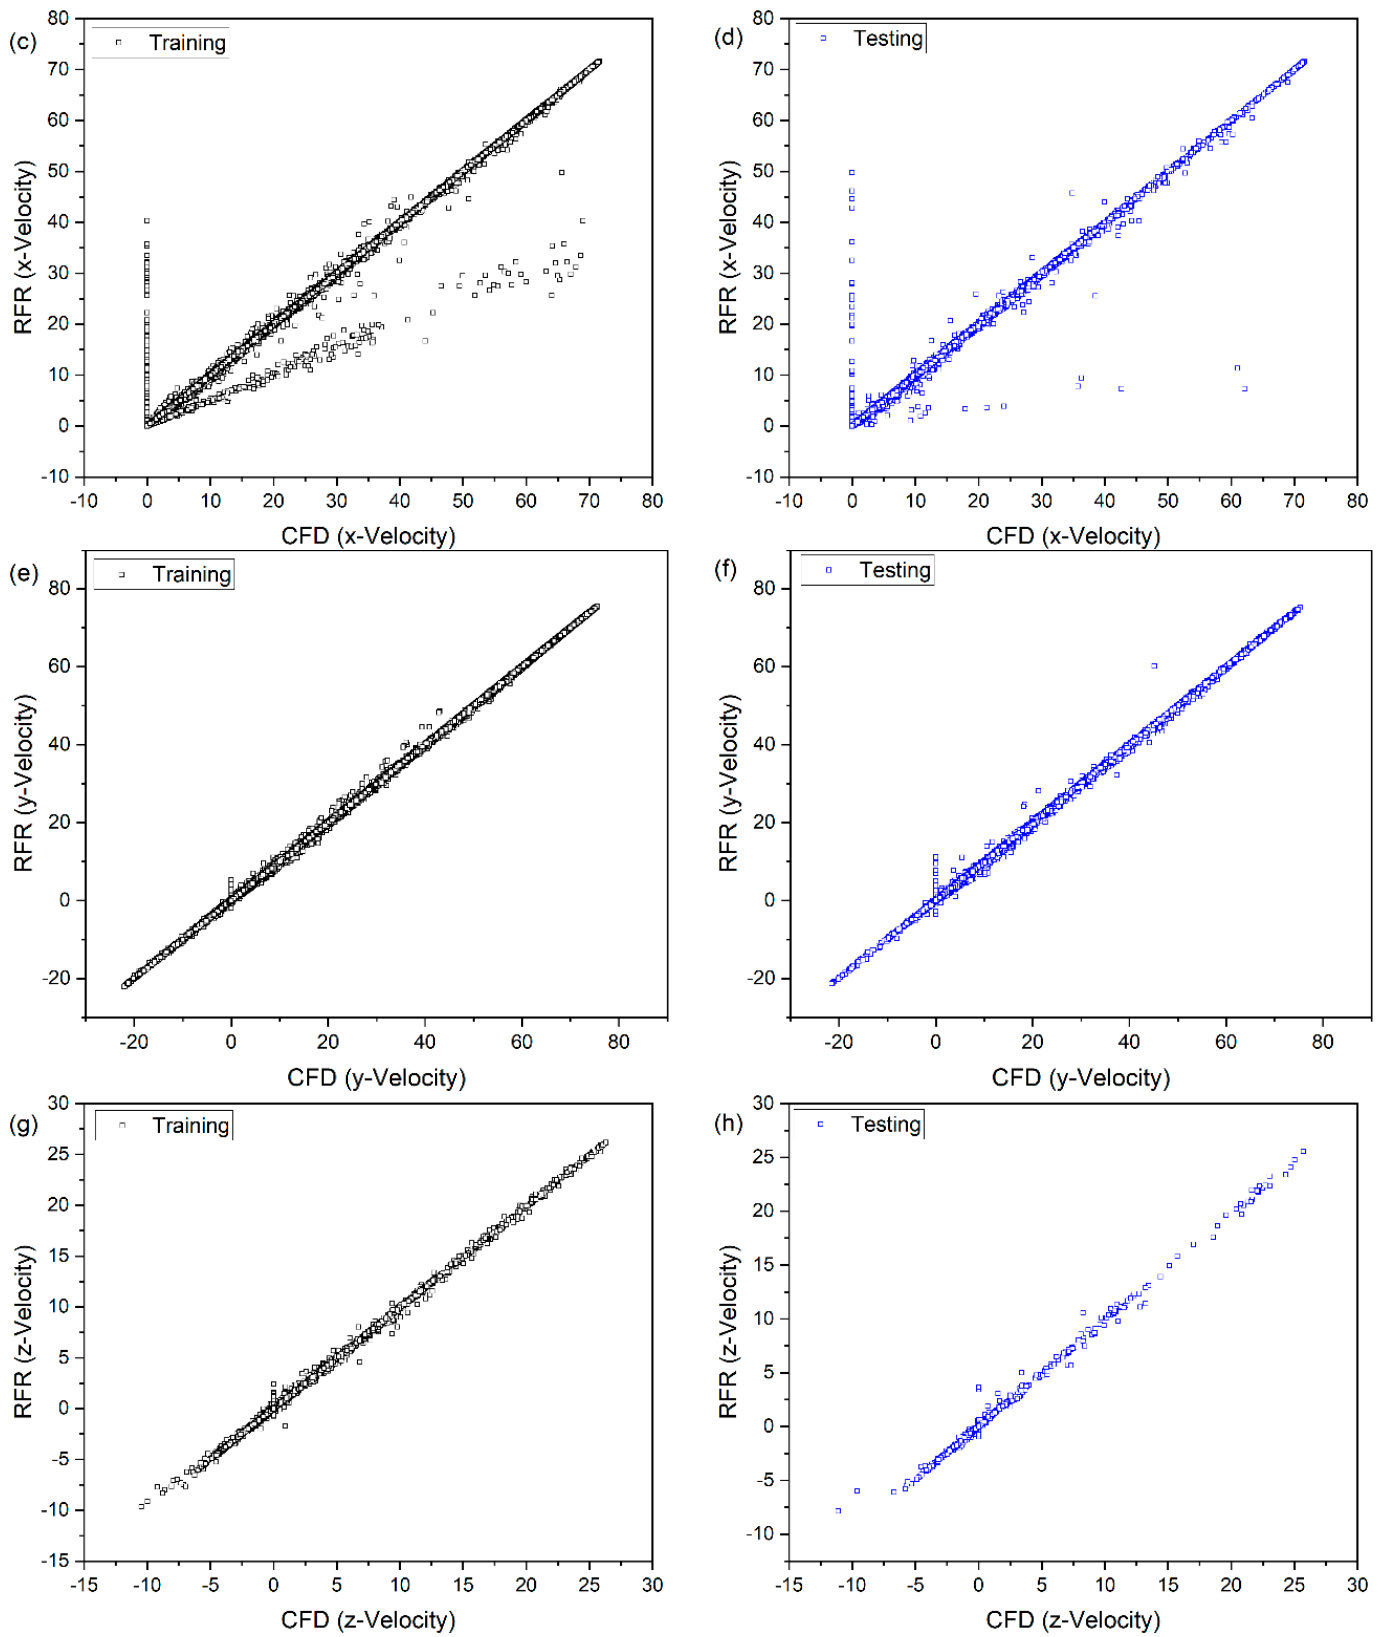 (c)
Training
80
70
60
50
40
30
20
10
0
-10
RFR (x-Velocity)
-10 0 10 20 30 40 50 60 70 80
CFD (x-Velocity)
(d)
Testing
80
70
60
50
40
30
20
10
0
-10
RFR (x-Velocity)
-10 0 10 20 30 40 50 60 70 80
CFD (x-Velocity)
(e)
Training
80
60
40
20
0
-20
RFR (y-Velocity)
-20 0 20 40 60 80
CFD (y-Velocity)
(f)
Testing
80
60
40
20
0
-20
RFR (y-Velocity)
-20 0 20 40 60 80
CFD (y-Velocity)
(g)
Training
30
25
20
15
10
5
0
-5
-10
-15
RFR (z-Velocity)
-15 -10 -5 0 5 10 15 20 25 30
CFD (z-Velocity)
(h)
Testing
30
25
20
15
10
5
0
-5
-10
RFR (z-Velocity)
-15 -10 -5 0 5 10 15 20 25 30
CFD (z-Velocity)